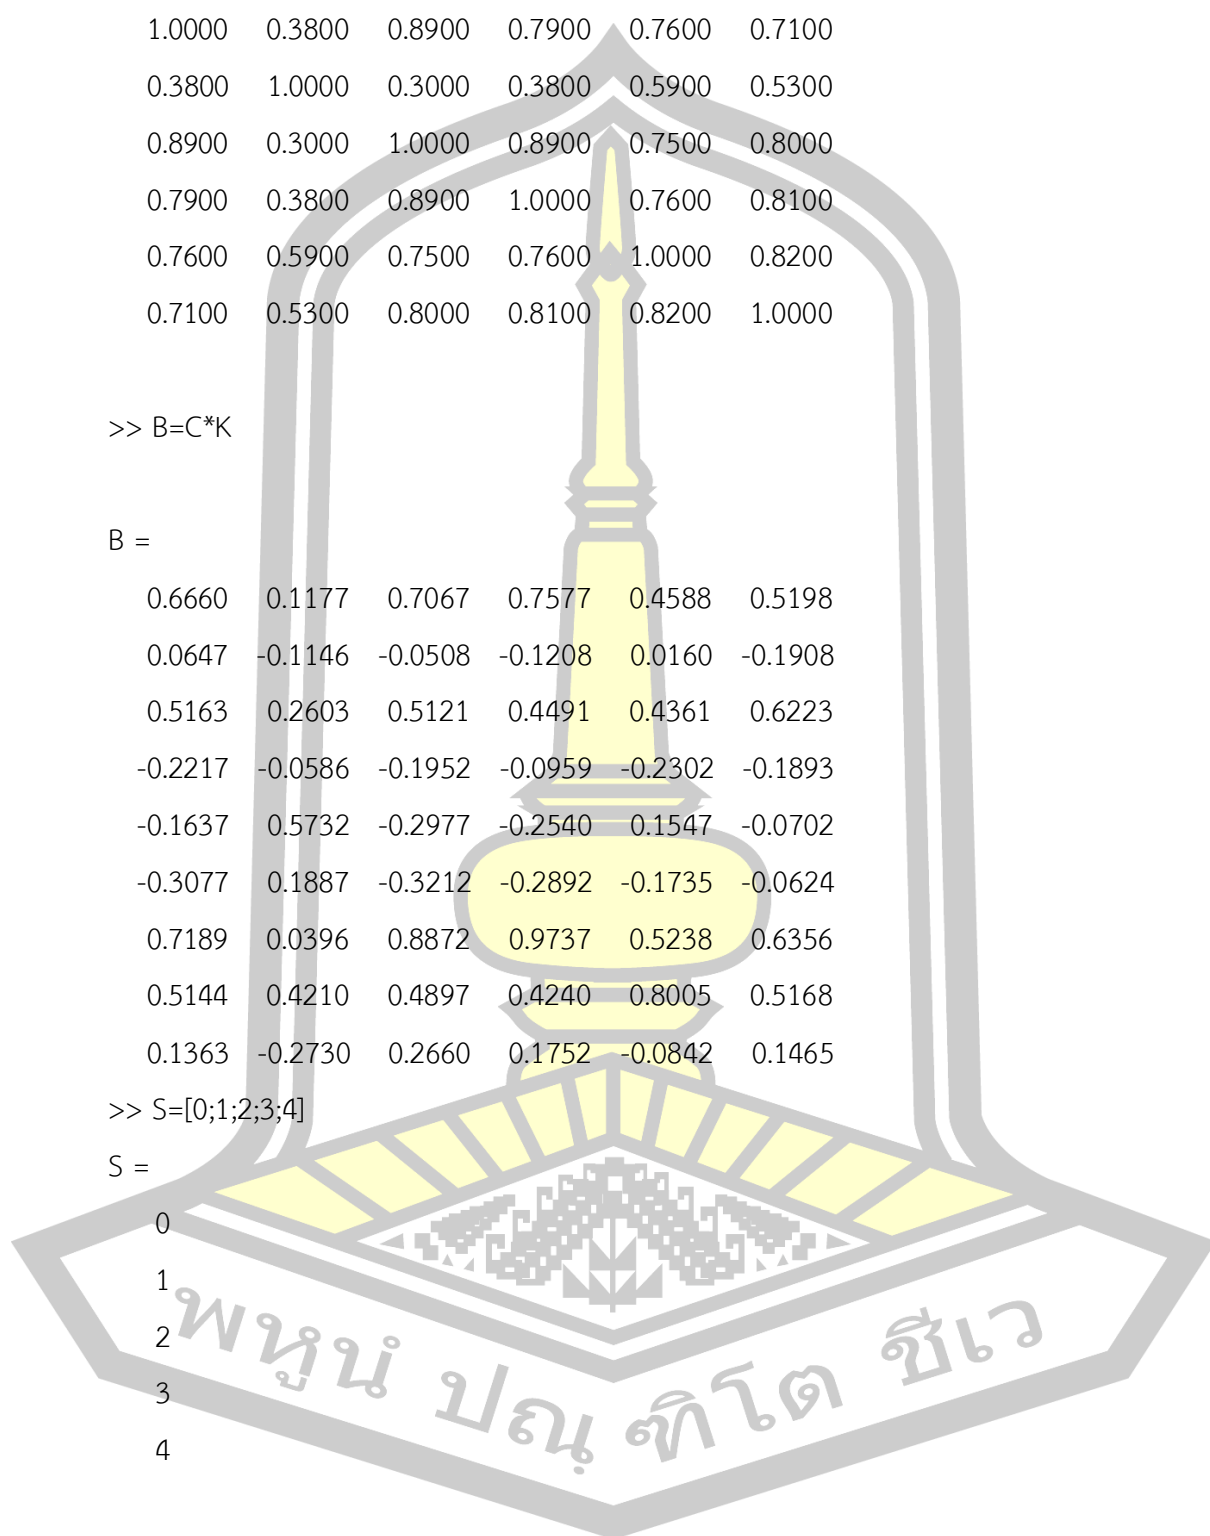 1.0000 0.3800 0.8900 0.7900 0.7600 0.7100
0.3800 1.0000 0.3000 0.3800 0.5900 0.5300
0.8900 0.3000 1.0000 0.8900 0.7500 0.8000
0.7900 0.3800 0.8900 1.0000 0.7600 0.8100
0.7600 0.5900 0.7500 0.7600 1.0000 0.8200
0.7100 0.5300 0.8000 0.8100 0.8200 1.0000
>> B=C*K
B =
0.6660 0.1177 0.7067 0.7577 0.4588 0.5198
0.0647 -0.1146 -0.0508 -0.1208 0.0160 -0.1908
0.5163 0.2603 0.5121 0.4491 0.4361 0.6223
-0.2217 -0.0586 -0.1952 -0.0959 -0.2302 -0.1893
-0.1637 0.5732 -0.2977 -0.2540 0.1547 -0.0702
-0.3077 0.1887 -0.3212 -0.2892 -0.1735 -0.0624
0.7189 0.0396 0.8872 0.9737 0.5238 0.6356
0.5144 0.4210 0.4897 0.4240 0.8005 0.5168
0.1363 -0.2730 0.2660 0.1752 -0.0842 0.1465
>> S=[0;1;2;3;4]
S =
0
1
2
3
4
พหูนํ ปณฺฑิโต ชีเว